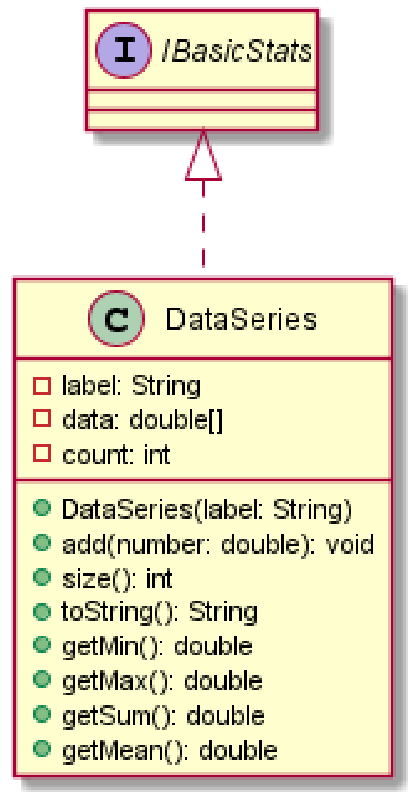 I IBasicStats
C DataSeries
label: String
data: double[]
count: int
DataSeries(label: String)
add(number: double): void
size(): int
toString(): String
getMin(): double
getMax(): double
getSum(): double
getMean(): double